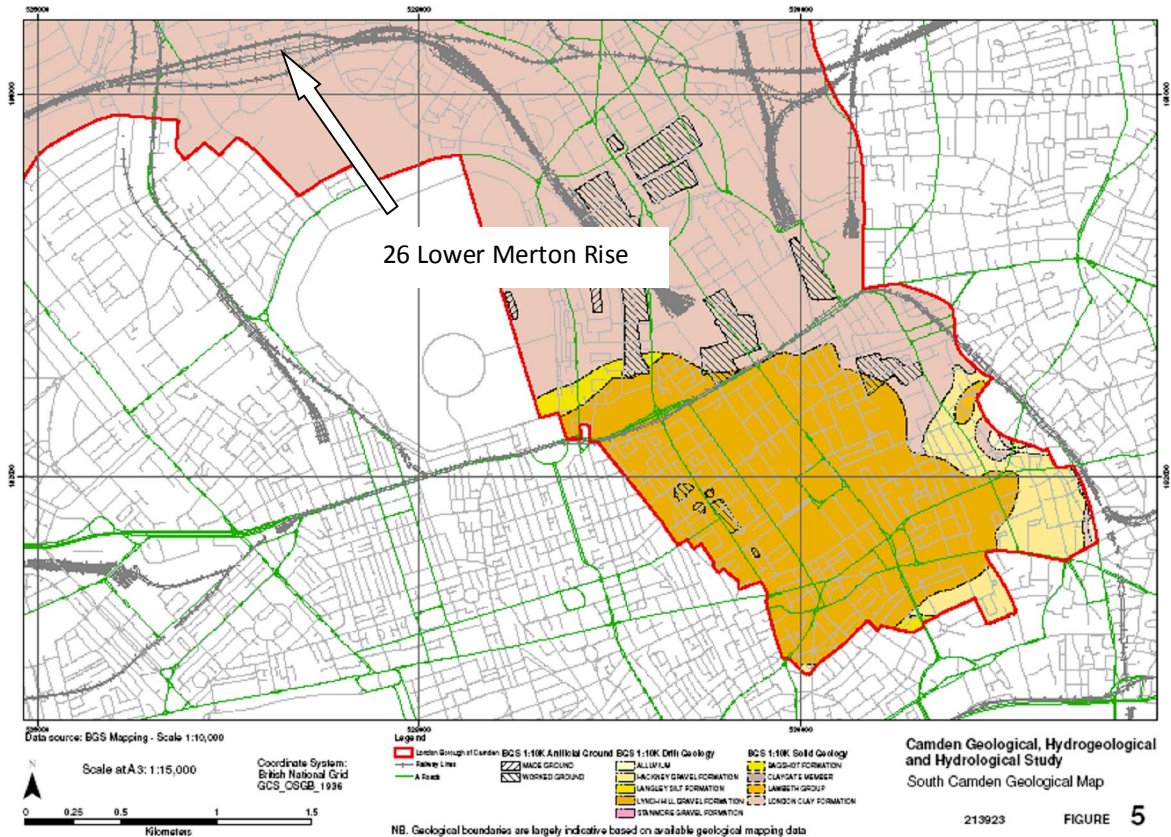 26 Lower Merton Rise
Data source: BGS Mapping - Scale 1:10,000
N
Scale at A3: 1:15,000
0 0.25 0.5 1 1.5
Kilometers
Coordinate System:
British National Grid
GCS_OSGB_1936
Legend
London Borough of Camden
Railway Lines
A Roads
BGS 1:10K Artificial Ground
MADE GROUND
WORKED GROUND
BGS 1:10K Drift Geology
ALLUVIUM
HACKNEY GRAVEL FORMATION
LANGLEY SILT FORMATION
LYNCH HILL GRAVEL FORMATION
STANMORE GRAVEL FORMATION
BGS 1:10K Solid Geology
BAGSHOT FORMATION
CLAYGATE MEMBER
LAMBETH GROUP
LONDON CLAY FORMATION
NB. Geological boundaries are largely indicative based on available geological mapping data
Camden Geological, Hydrogeological
and Hydrological Study
South Camden Geological Map
213923 FIGURE 5